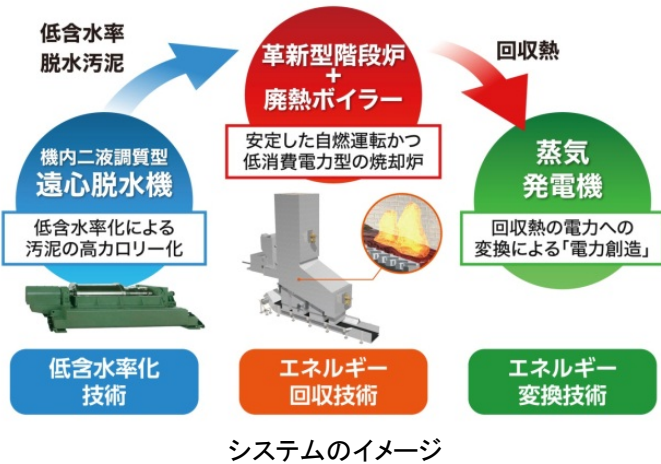 低含水率
脱水汚泥
革新型階段炉
+
廃熱ボイラー
回収熱
安定した自燃運転かつ
低消費電力型の焼却炉
機内二液調質型
遠心脱水機
低含水率化による
汚泥の高カロリー化
蒸気
発電機
回収熱の電力への
変換による「電力創造」
低含水率化
技術
エネルギー
回収技術
エネルギー
変換技術
システムのイメージ